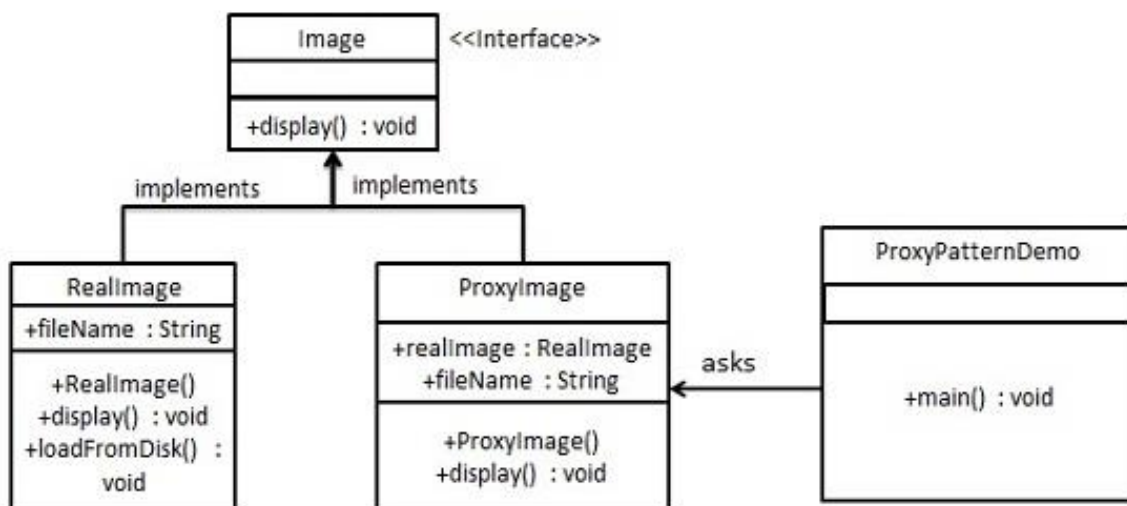 Image
<<Interface>>
+display() : void
implements
implements
RealImage
+fileName : String
+RealImage()
+display() : void
+loadFromDisk() :
void
ProxyImage
+realImage : RealImage
+fileName : String
+ProxyImage()
+display() : void
asks
ProxyPatternDemo
+main() : void